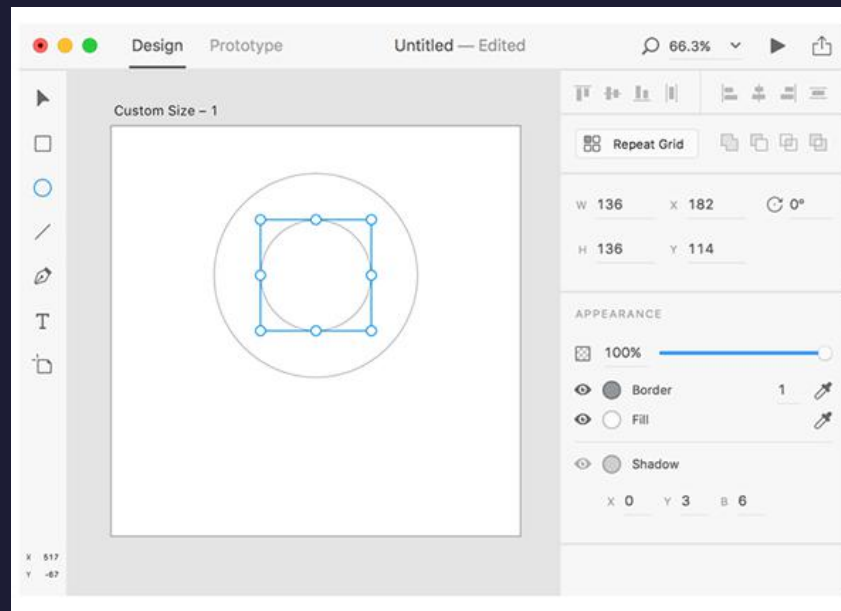 Design Prototype Untitled — Edited 66.3%
Custom Size – 1
Repeat Grid
W 136 X 182 0°
H 136 Y 114
APPEARANCE
100%
Border 1
Fill
Shadow
X 0 Y 3 B 6
T
X 517
Y -67